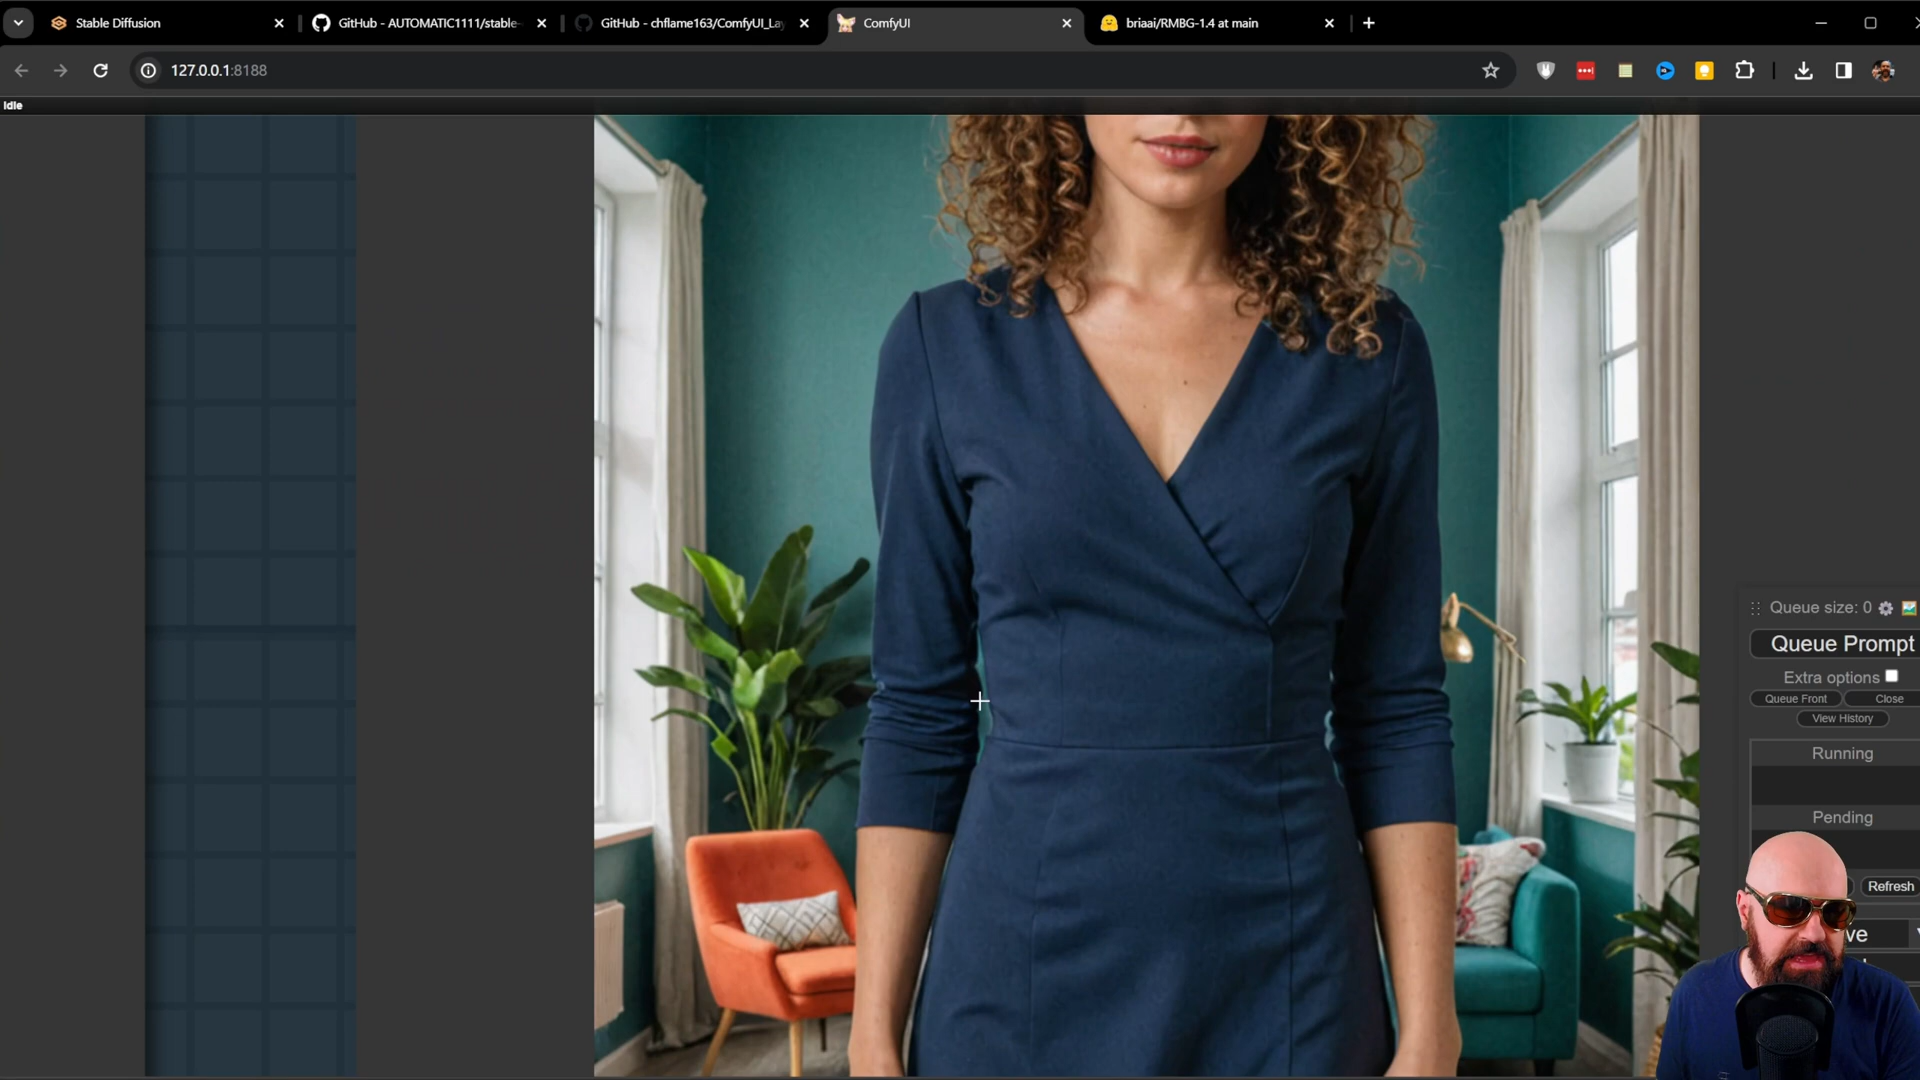 Stable Diffusion
GitHub - AUTOMATIC1111/stable-
GitHub - chflame163/ComfyUI_La
ComfyUI
briaai/RMBG-1.4 at main
127.0.0.1:8188
Idle
Queue size: 0
Queue Prompt
Extra options
Queue Front
Close
View History
Running
Pending
Refresh
ve